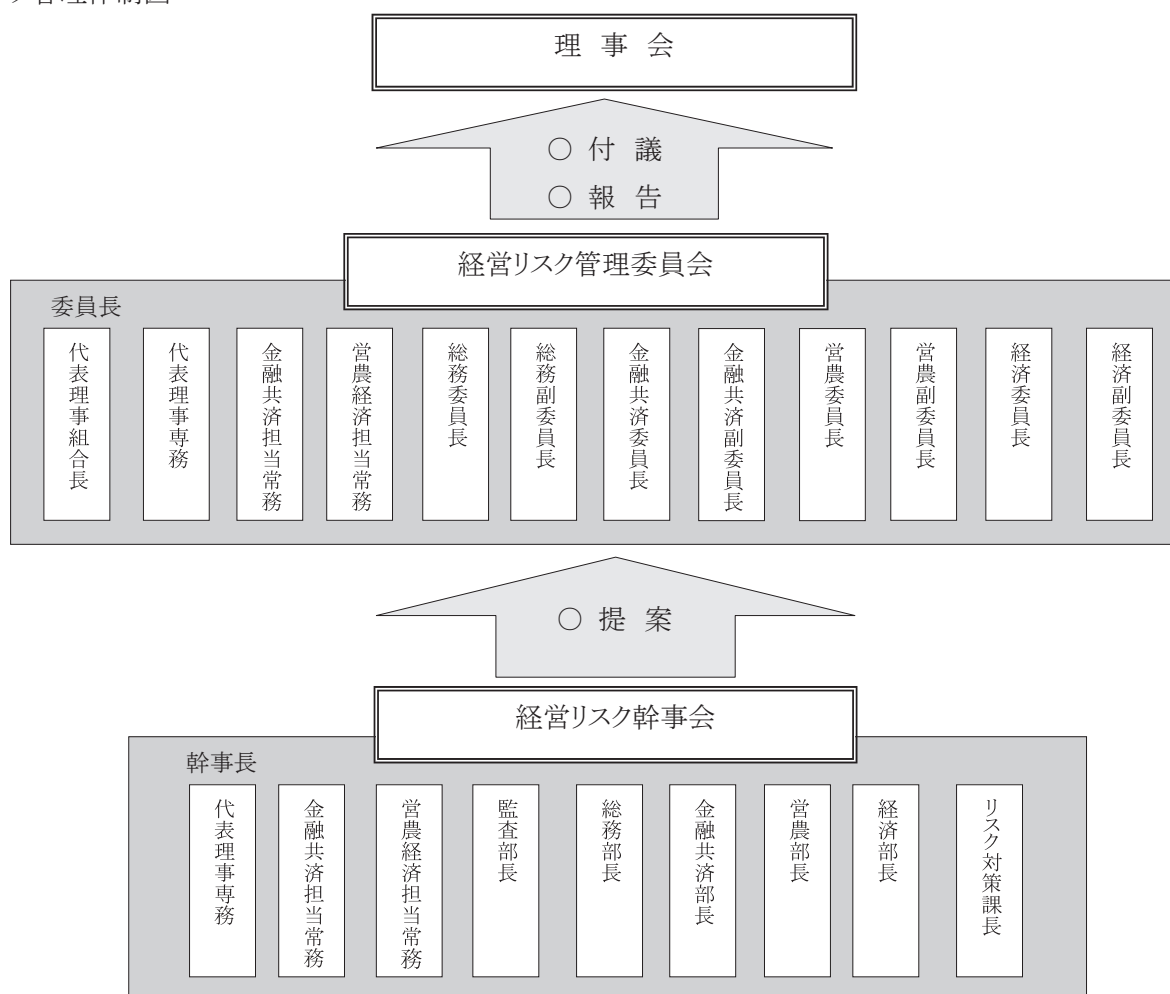 理事会
○ 付議
○ 報告
経営リスク管理委員会
委員長
代表理事組合長
代表理事専務
金融共済担当常務
営農経済担当常務
総務委員長
総務副委員長
金融共済委員長
金融共済副委員長
営農委員長
営農副委員長
経済委員長
経済副委員長
○ 提案
経営リスク幹事会
幹事長
代表理事専務
金融共済担当常務
営農経済担当常務
監査部長
総務部長
金融共済部長
営農部長
経済部長
リスク対策課長